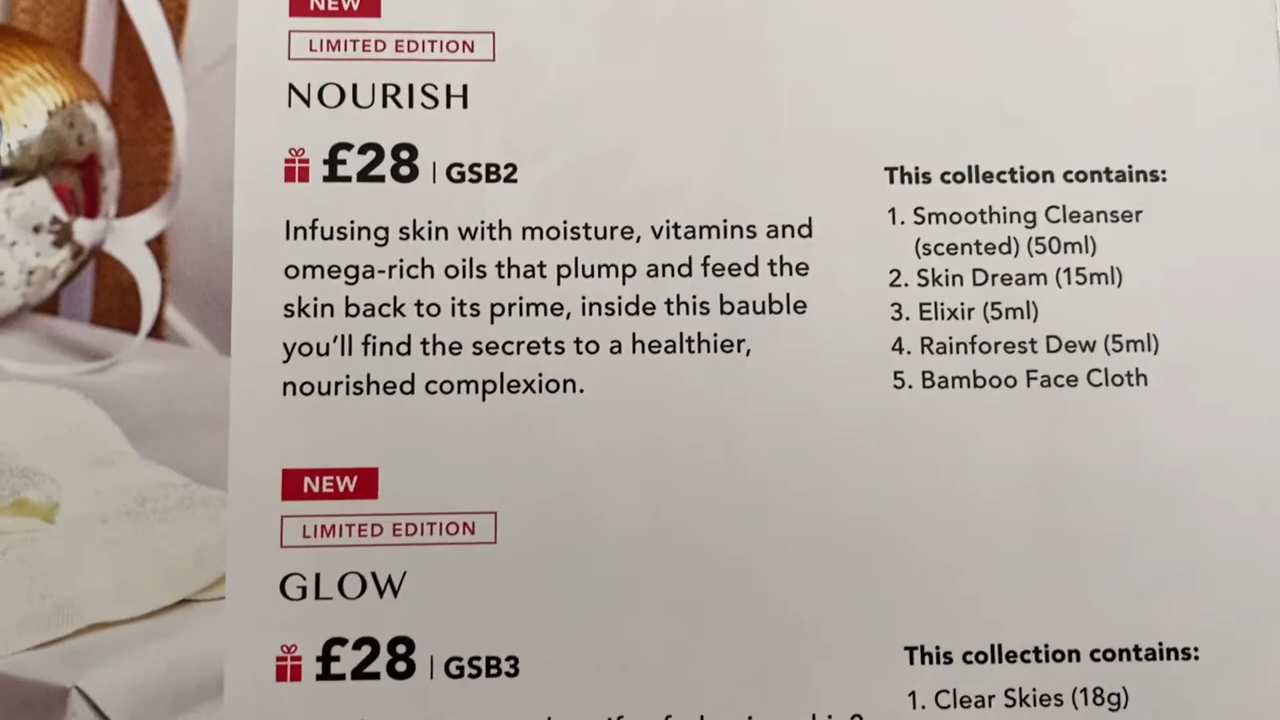 NEW
LIMITED EDITION
NOURISH
£28 | GSB2
Infusing skin with moisture, vitamins and
omega-rich oils that plump and feed the
skin back to its prime, inside this bauble
you'll find the secrets to a healthier,
nourished complexion.
This collection contains:
1. Smoothing Cleanser
(scented) (50ml)
2. Skin Dream (15ml)
3. Elixir (5ml)
4. Rainforest Dew (5ml)
5. Bamboo Face Cloth
NEW
LIMITED EDITION
GLOW
£28 | GSB3
This collection contains:
1. Clear Skies (18g)